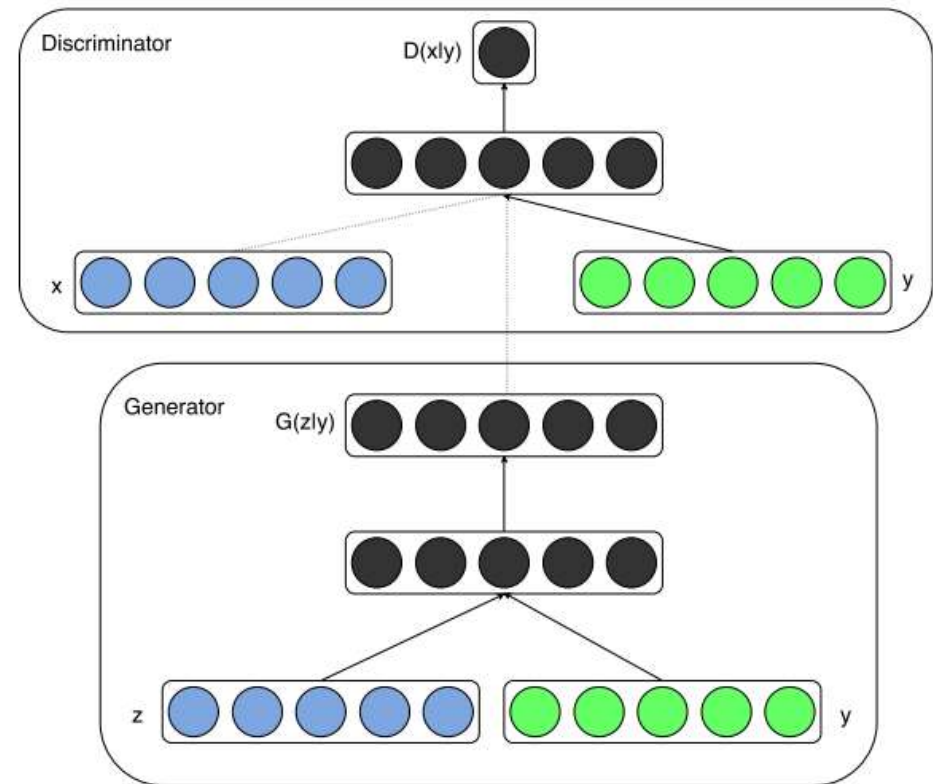 Discriminator
D(x|y)
x
y
Generator
G(z|y)
z
y